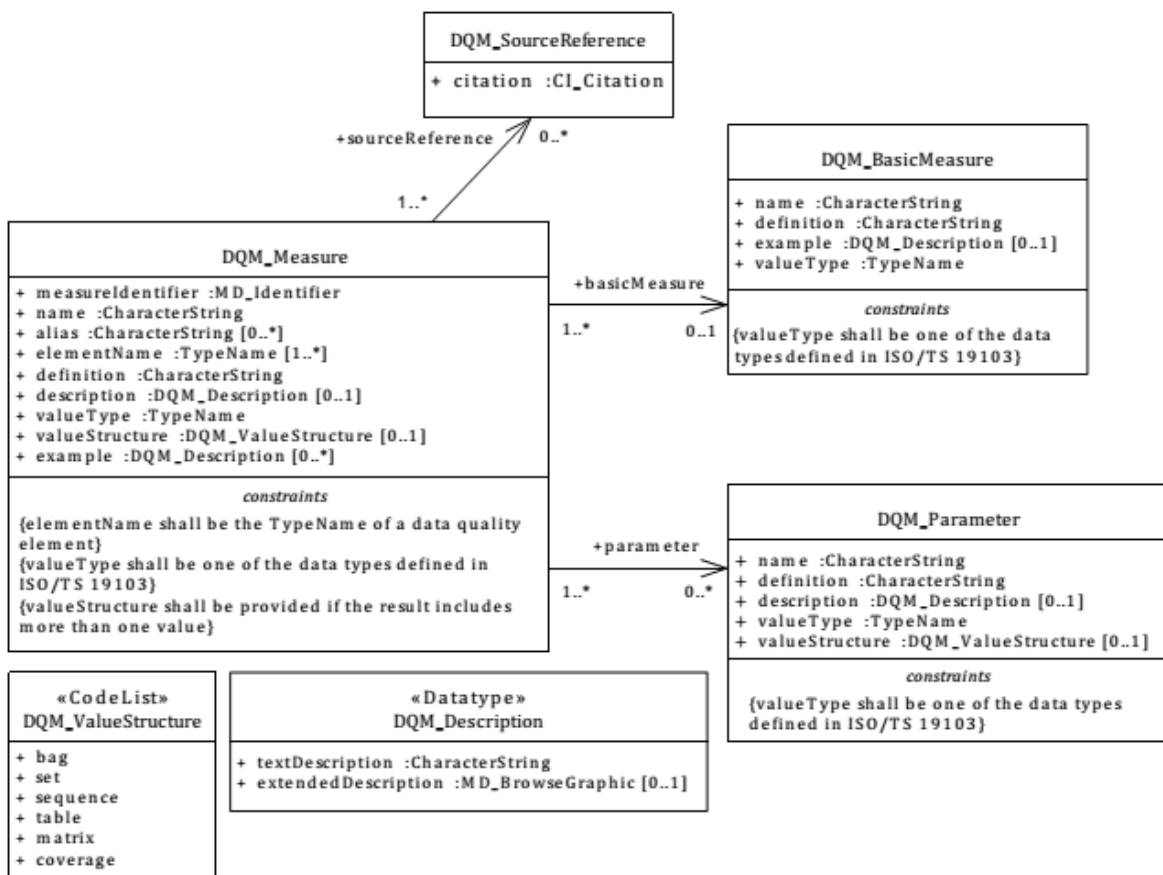 DQM_SourceReference
+ citation :CI_Citation
+sourceReference
0..*
1..*
DQM_Measure
+ measureIdentifier :MD_Identifier
+ name :CharacterString
+ alias :CharacterString [0..*]
+ elementName :TypeName [1..*]
+ definition :CharacterString
+ description :DQM_Description [0..1]
+ valueType :TypeName
+ valueStructure :DQM_ValueStructure [0..1]
+ example :DQM_Description [0..*]
constraints
{elementName shall be the TypeName of a data quality
element}
{valueType shall be one of the data types defined in
ISO/TS 19103}
{valueStructure shall be provided if the result includes
more than one value}
+basicMeasure
1..*
0..1
DQM_BasicMeasure
+ name :CharacterString
+ definition :CharacterString
+ example :DQM_Description [0..1]
+ valueType :TypeName
constraints
{valueType shall be one of the data
types defined in ISO/TS 19103}
+parameter
1..*
0..*
DQM_Parameter
+ name :CharacterString
+ definition :CharacterString
+ description :DQM_Description [0..1]
+ valueType :TypeName
+ valueStructure :DQM_ValueStructure [0..1]
constraints
{valueType shall be one of the data types
defined in ISO/TS 19103}
«CodeList»
DQM_ValueStructure
+ bag
+ set
+ sequence
+ table
+ matrix
+ coverage
«Datatype»
DQM_Description
+ textDescription :CharacterString
+ extendedDescription :MD_BrowseGraphic [0..1]